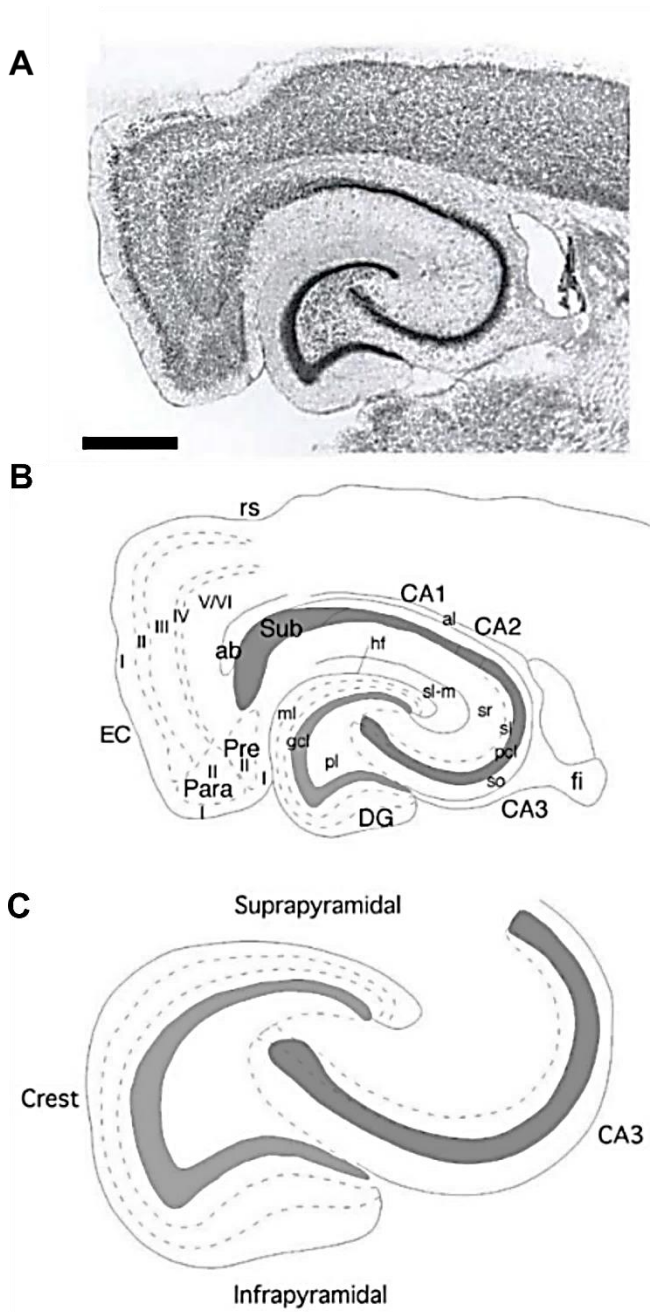 A
B
rs
CA1
V/VI
al
IV
Sub
CA2
III
II
hf
ab
I
sl-m
sr
ml
sl
EC
Pre
gcl
pcl
II
pl
II
I
so
fi
Para
CA3
I
DG
C
Suprapyramidal
Crest
CA3
Infrapyramidal